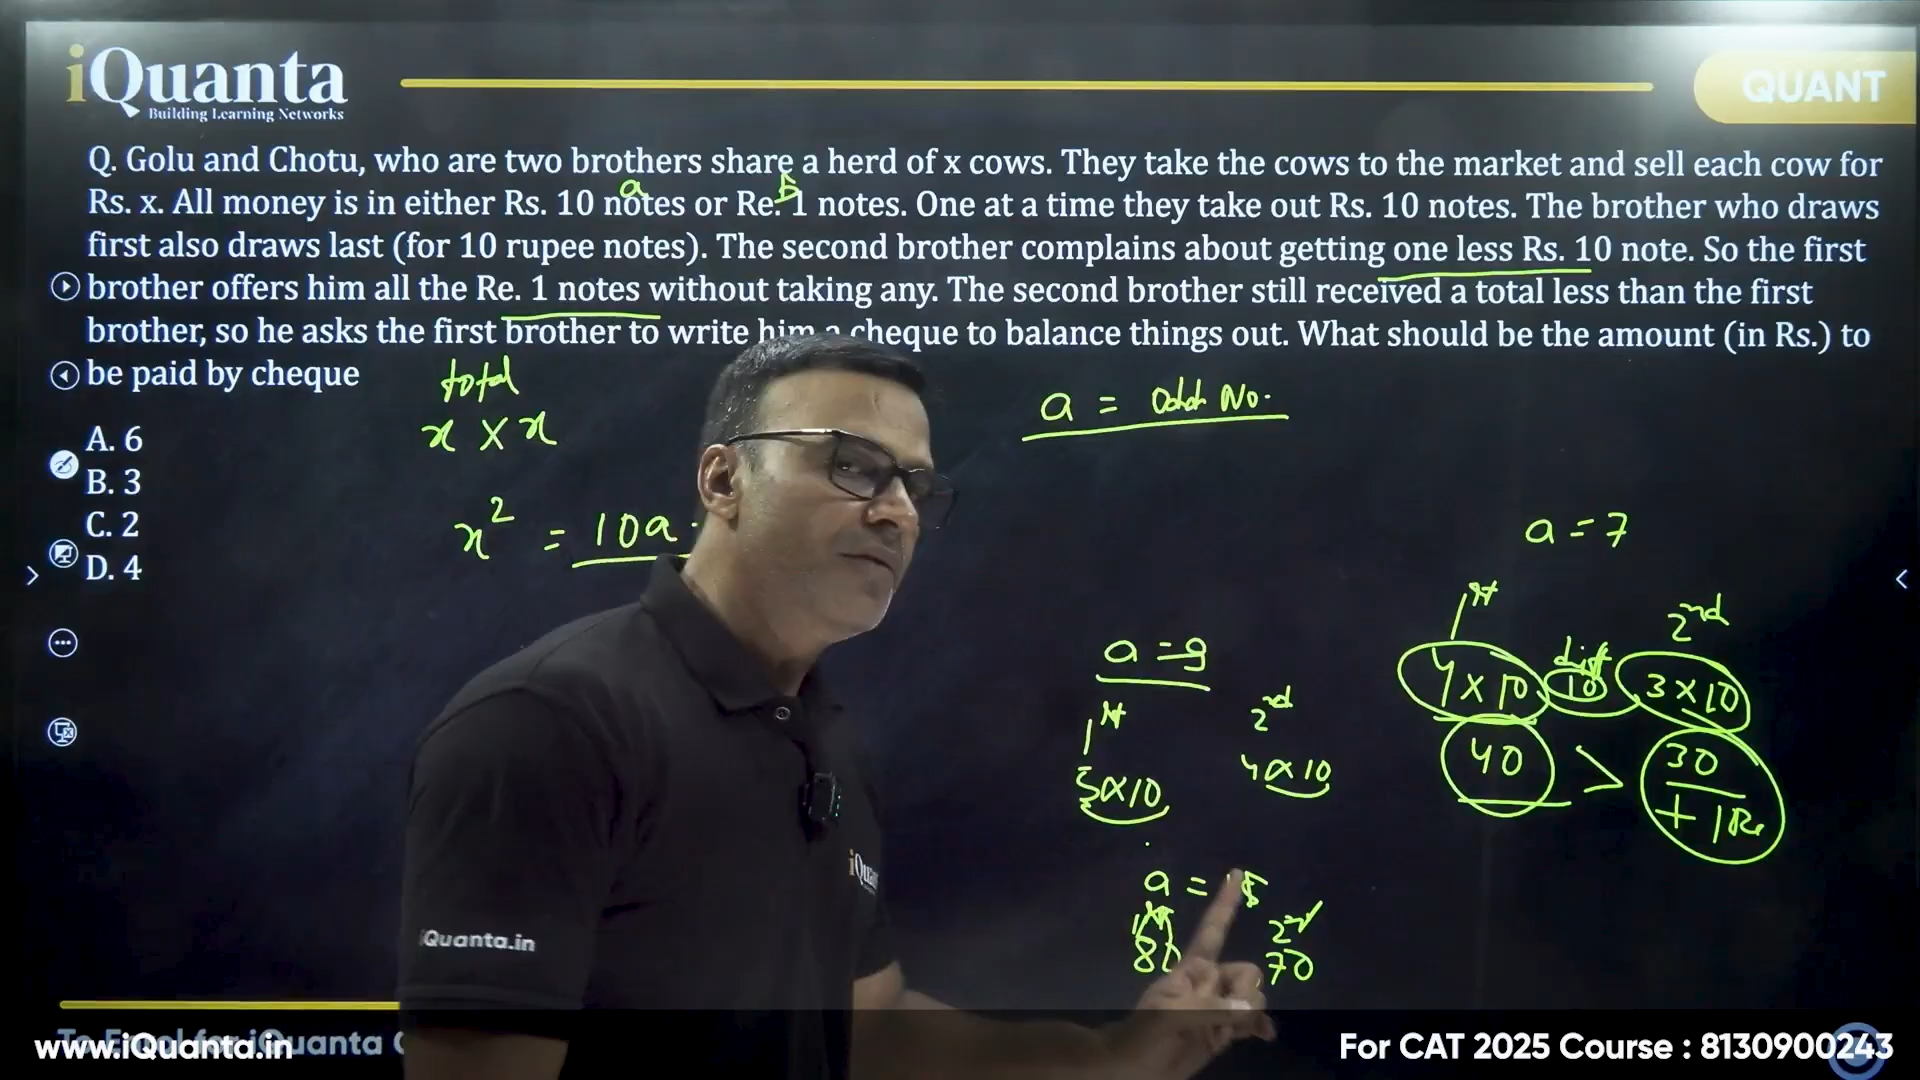 iQuanta
Building Learning Networks
QUANT
Q. Golu and Chotu, who are two brothers share a herd of x cows. They take the cows to the market and sell each cow for
a b
Rs. x. All money is in either Rs. 10 notes or Re. 1 notes. One at a time they take out Rs. 10 notes. The brother who draws
first also draws last (for 10 rupee notes). The second brother complains about getting one less Rs. 10 note. So the first
brother offers him all the Re. 1 notes without taking any. The second brother still received a total less than the first
brother, so he asks the first brother to write him a cheque to balance things out. What should be the amount (in Rs.) to
be paid by cheque
A. 6
B. 3
C. 2
D. 4
total
x × x
x² = 10a
a = Odd No.
a = 7
1st 2nd
4 × 10 diff 10 3 × 10
40 > 30
+ 1Re
a = 9
1st 2nd
5×10 4×10
a = 15
1st 2nd
80 70
iQuanta
iQuanta.in
www.iQuanta.in
For CAT 2025 Course : 8130900243